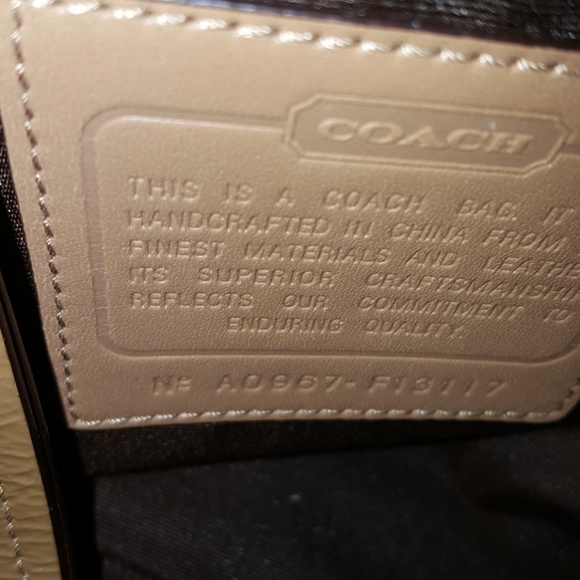 COACH
THIS IS A COACH BAG. IT
HANDCRAFTED IN CHINA FROM
FINEST MATERIALS AND LEATHE
ITS SUPERIOR CRAFTSMANSHI
REFLECTS OUR COMMITMENT TO
ENDURING QUALITY.
Nº A0967-F13117